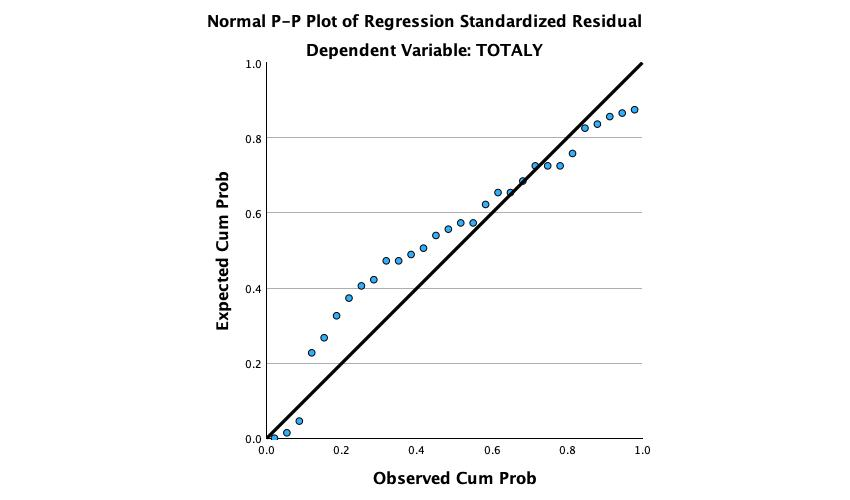 Normal P-P Plot of Regression Standardized Residual
Dependent Variable: TOTALY
Expected Cum Prob
1.0
0.8
0.6
0.4
0.2
0.0
0.0 0.2 0.4 0.6 0.8 1.0
Observed Cum Prob